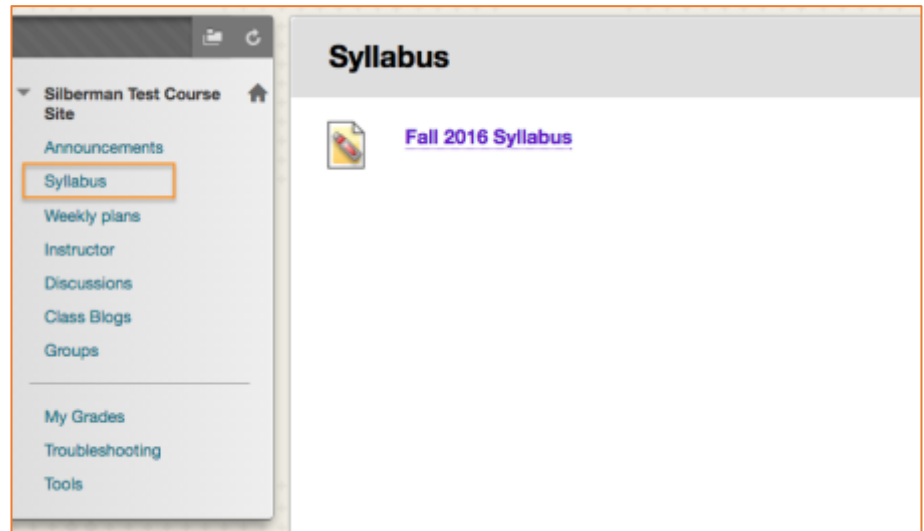 Silberman Test Course
Site
Announcements
Syllabus
Weekly plans
Instructor
Discussions
Class Blogs
Groups
My Grades
Troubleshooting
Tools
Syllabus
Fall 2016 Syllabus